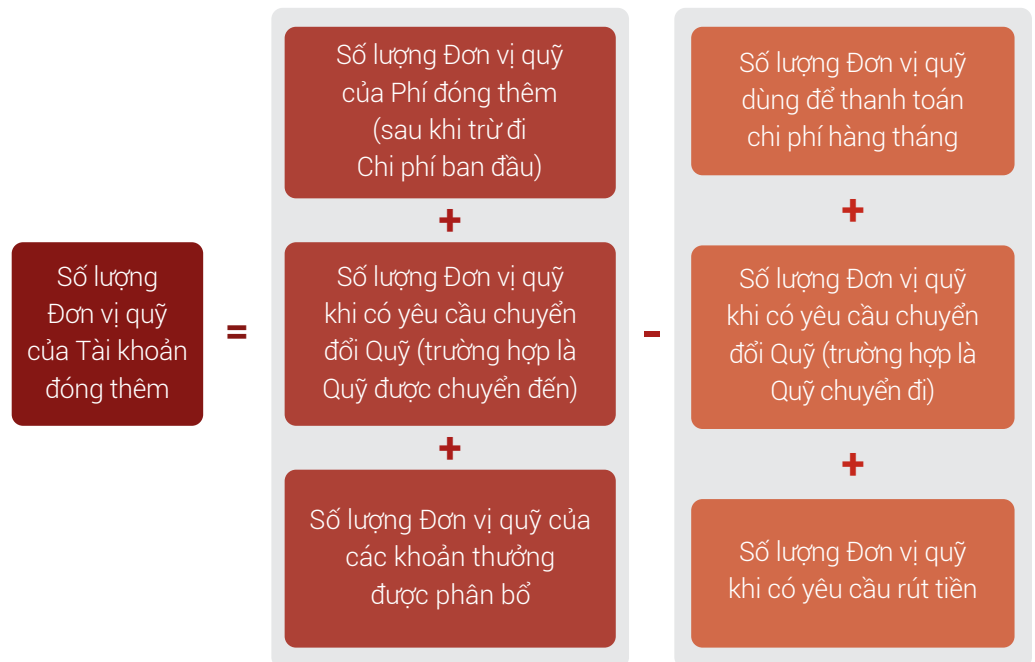 Số lượng
Đơn vị quỹ
của Tài khoản
đóng thêm
=
Số lượng Đơn vị quỹ
của Phí đóng thêm
(sau khi trừ đi
Chi phí ban đầu)
+
Số lượng Đơn vị quỹ
khi có yêu cầu chuyển
đổi Quỹ (trường hợp là
Quỹ được chuyển đến)
+
Số lượng Đơn vị quỹ của
các khoản thưởng
được phân bổ
-
Số lượng Đơn vị quỹ
dùng để thanh toán
chi phí hàng tháng
+
Số lượng Đơn vị quỹ
khi có yêu cầu chuyển
đổi Quỹ (trường hợp là
Quỹ chuyển đi)
+
Số lượng Đơn vị quỹ
khi có yêu cầu rút tiền